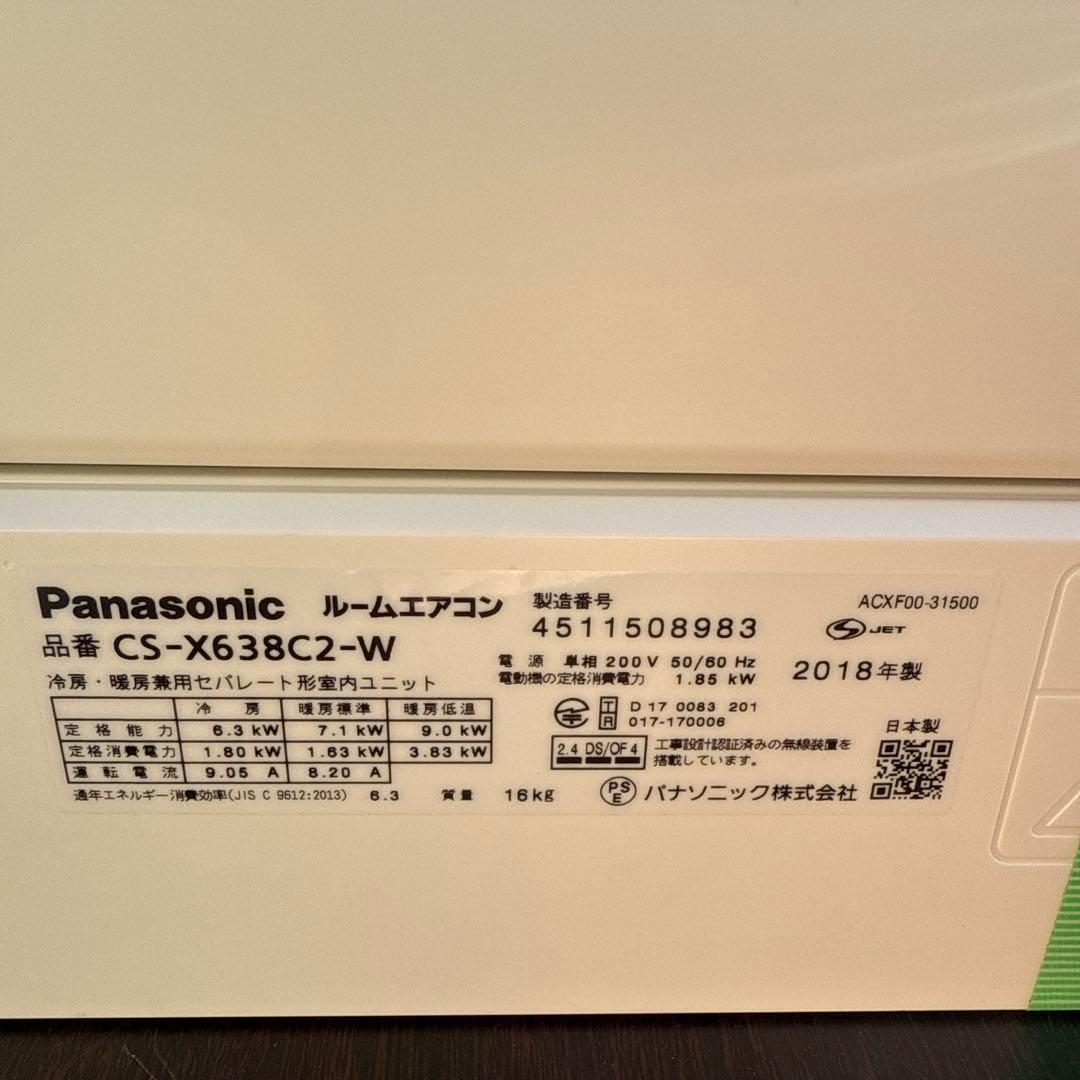 Panasonic ルームエアコン
品番 CS-X638C2-W
冷房・暖房兼用セパレート形室内ユニット
冷 房 暖房標準 暖房低温
定格能力 6.3 kW 7.1 kW 9.0 kW
定格消費電力 1.80 kW 1.63 kW 3.83 kW
運転電流 9.05 A 8.20 A
通年エネルギー消費効率(JIS C 9612:2013) 6.3 質量 16kg
製造番号
4511508983
ACXF00-31500
S JET
電源 単相 200V 50/60 Hz
電動機の定格消費電力 1.85 kW
2018年製
T R D 17 0083 201
017-170006
2.4 DS/OF 4 工事設計認証済みの無線装置を
搭載しています。
日本製
PSE パナソニック株式会社